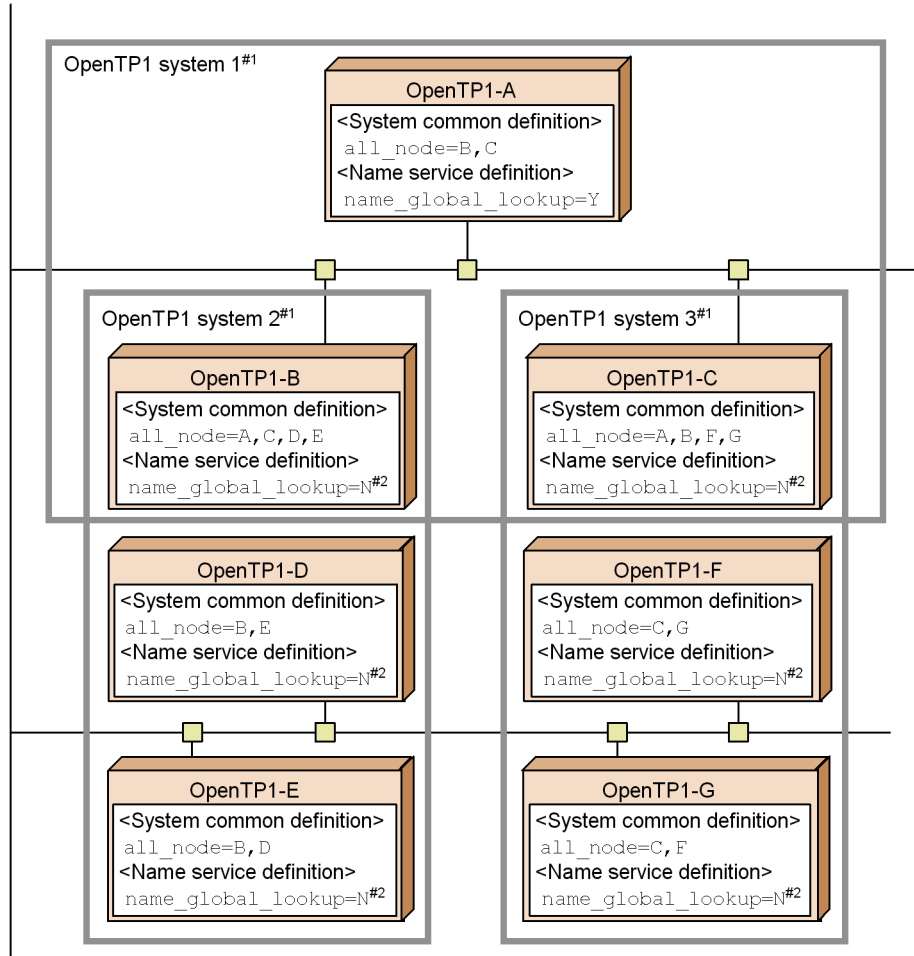 OpenTP1 system 1#1
OpenTP1-A
<System common definition>
all_node=B,C
<Name service definition>
name_global_lookup=Y
OpenTP1 system 2#1
OpenTP1-B
<System common definition>
all_node=A,C,D,E
<Name service definition>
name_global_lookup=N#2
OpenTP1 system 3#1
OpenTP1-C
<System common definition>
all_node=A,B,F,G
<Name service definition>
name_global_lookup=N#2
OpenTP1-D
<System common definition>
all_node=B,E
<Name service definition>
name_global_lookup=N#2
OpenTP1-F
<System common definition>
all_node=C,G
<Name service definition>
name_global_lookup=N#2
OpenTP1-E
<System common definition>
all_node=B,D
<Name service definition>
name_global_lookup=N#2
OpenTP1-G
<System common definition>
all_node=C,F
<Name service definition>
name_global_lookup=N#2